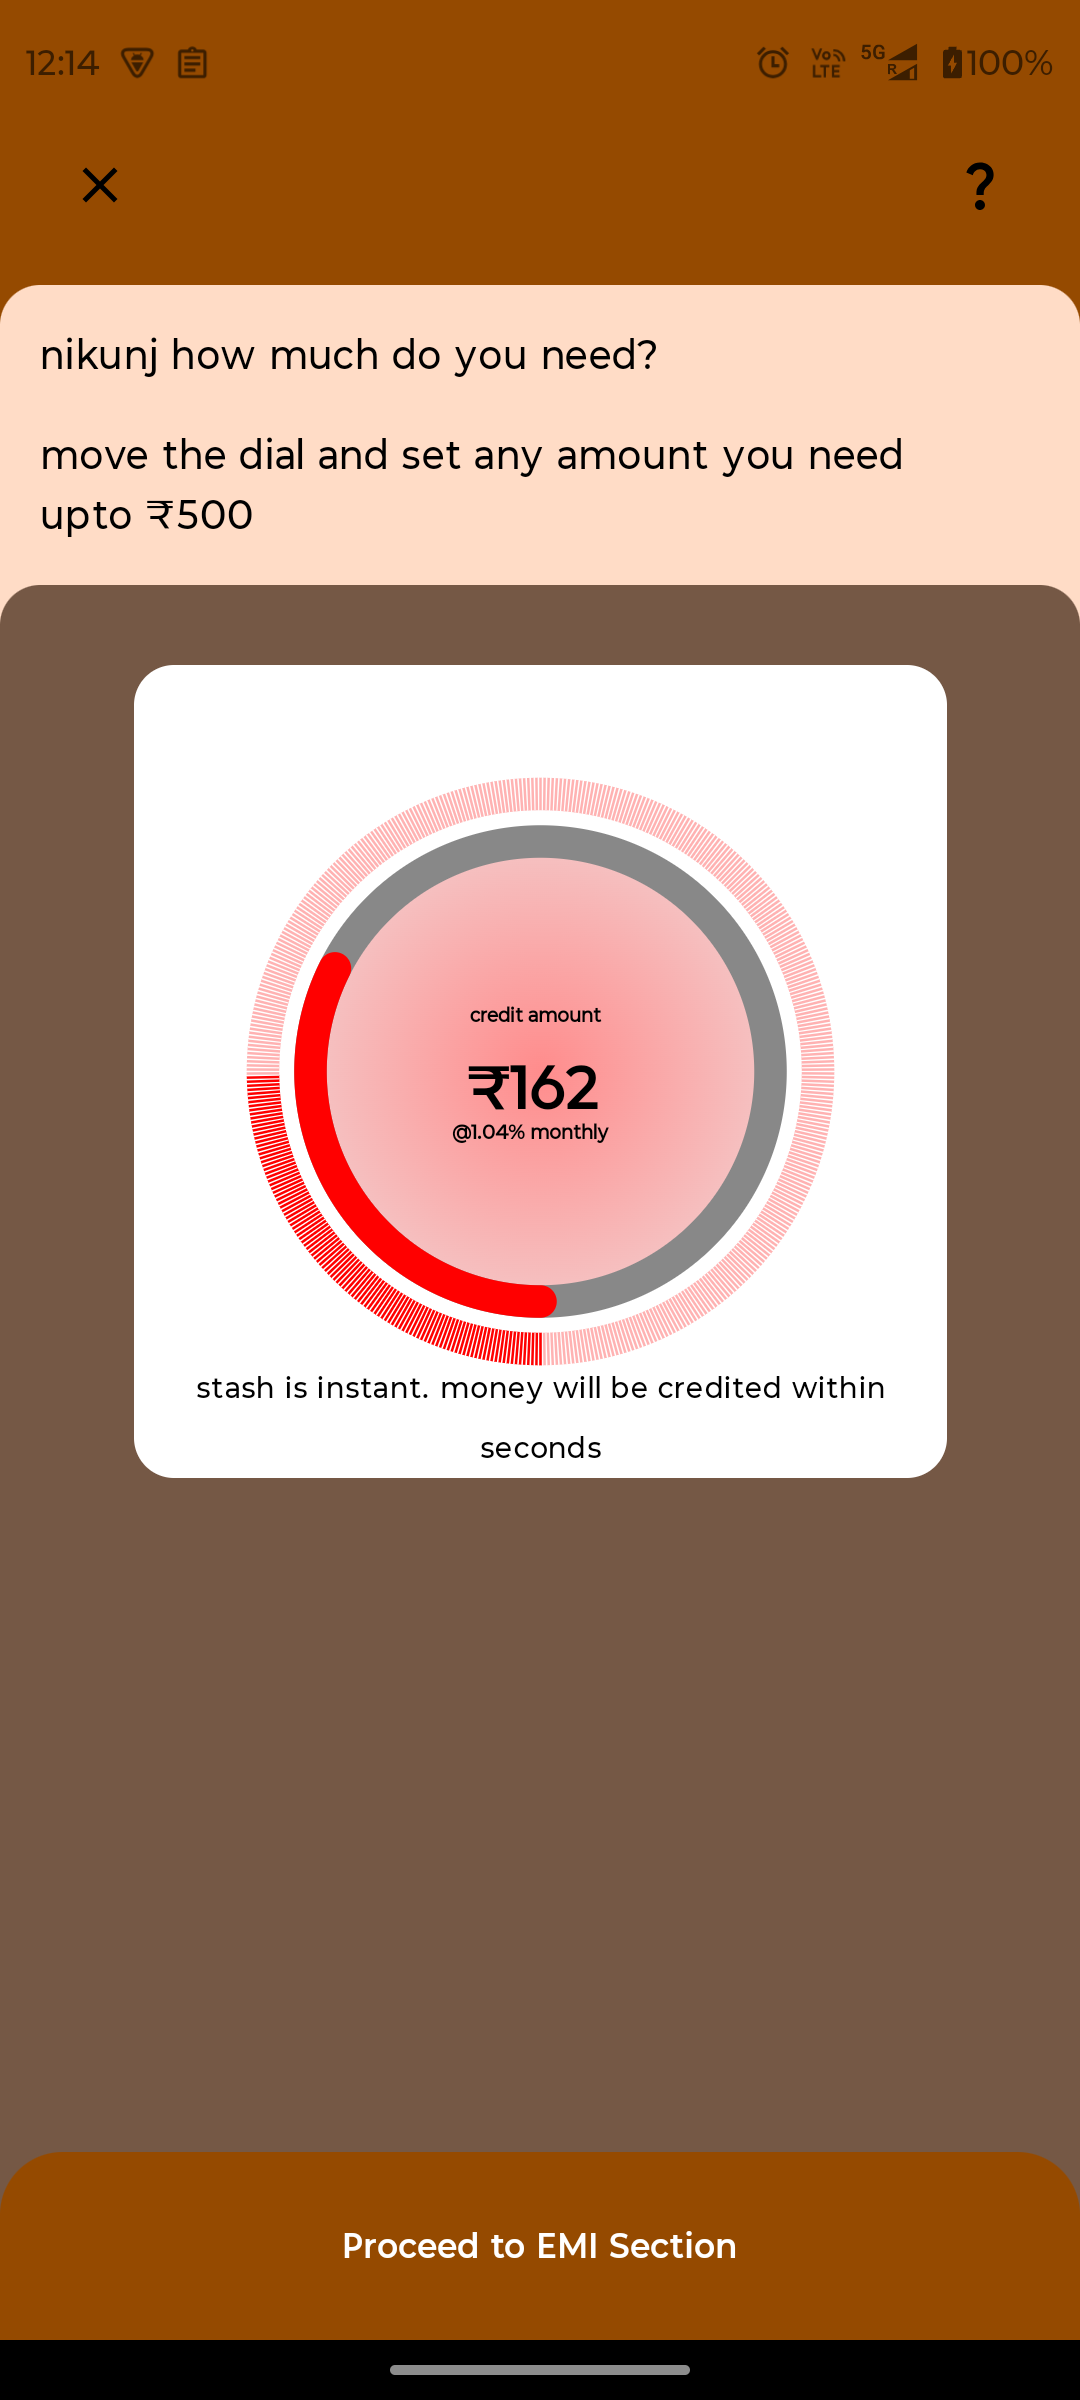 12:14
Vo
LTE
5G
R
100%
?
nikunj how much do you need?
move the dial and set any amount you need
upto ₹500
credit amount
₹162
@1.04% monthly
stash is instant. money will be credited within
seconds
Proceed to EMI Section